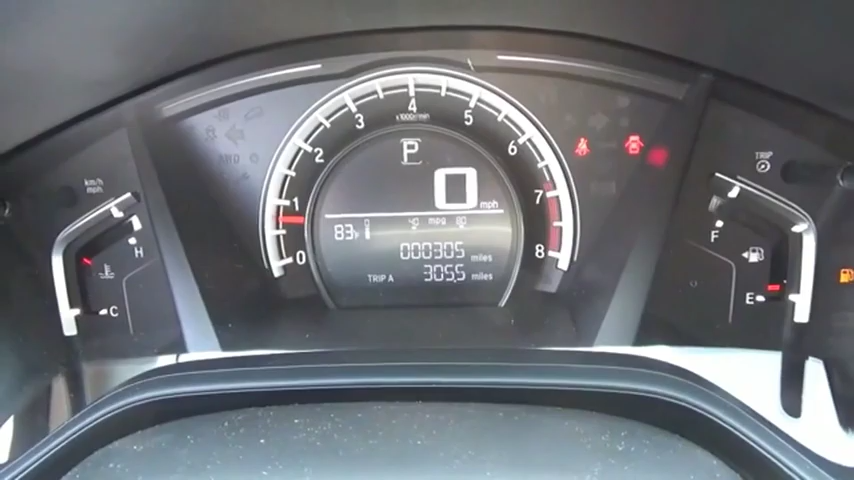 4
3
5
x1000r/min
2
6
P
TRIP
km/h
mph
0
mph
7
1
0 40 mpg 80
83°F
F
H
000305 miles
0
8
TRIP A 305.5 miles
E
C